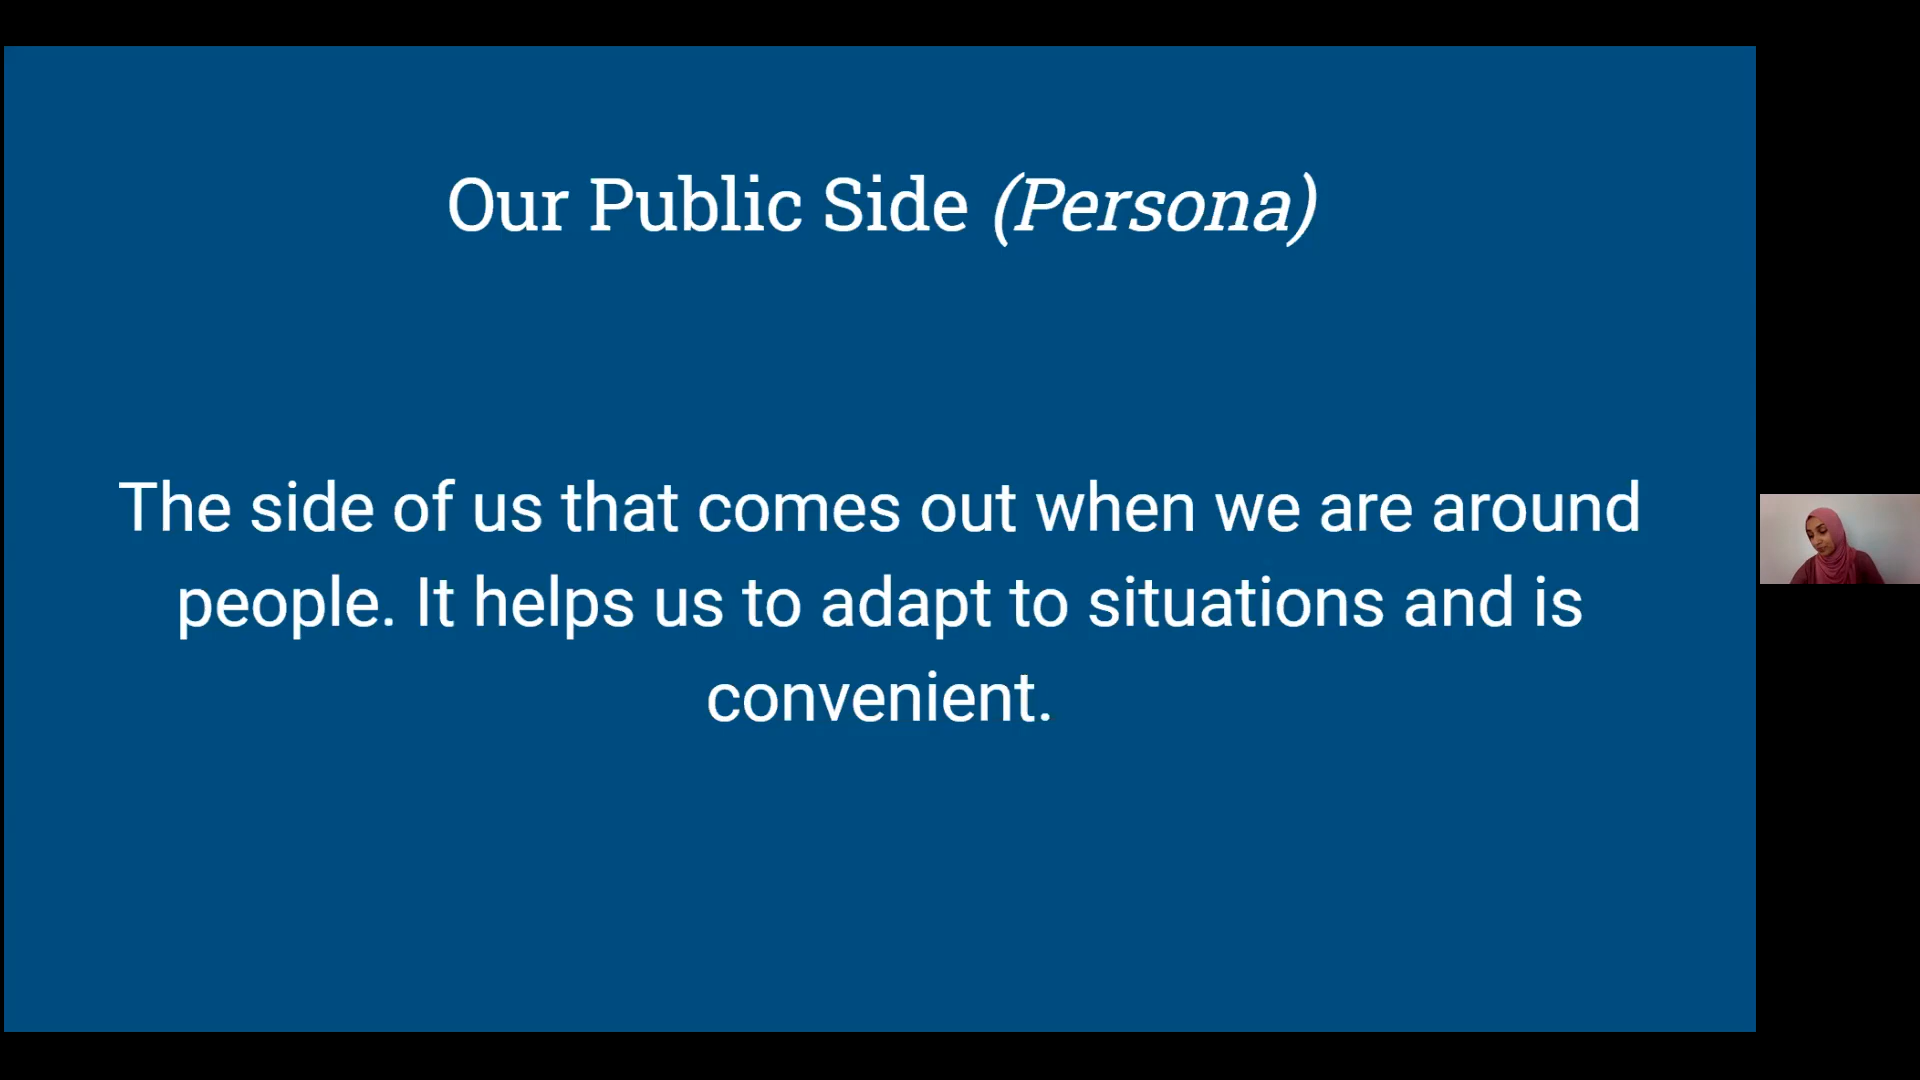 Our Public Side (Persona)
The side of us that comes out when we are around
people. It helps us to adapt to situations and is
convenient.